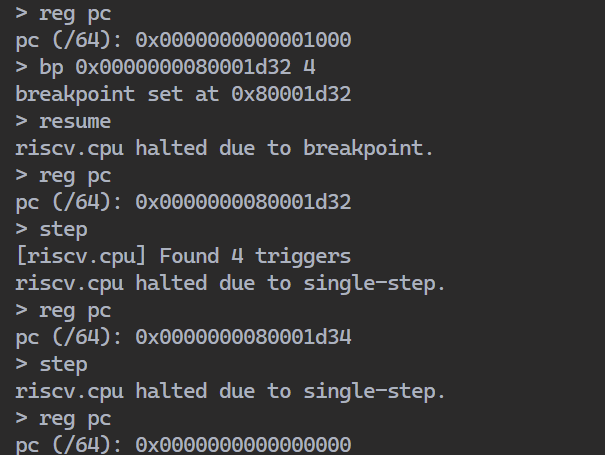 > reg pc
pc (/64): 0x0000000000001000
> bp 0x0000000080001d32 4
breakpoint set at 0x80001d32
> resume
riscv.cpu halted due to breakpoint.
> reg pc
pc (/64): 0x0000000080001d32
> step
[riscv.cpu] Found 4 triggers
riscv.cpu halted due to single-step.
> reg pc
pc (/64): 0x0000000080001d34
> step
riscv.cpu halted due to single-step.
> reg pc
pc (/64): 0x0000000000000000